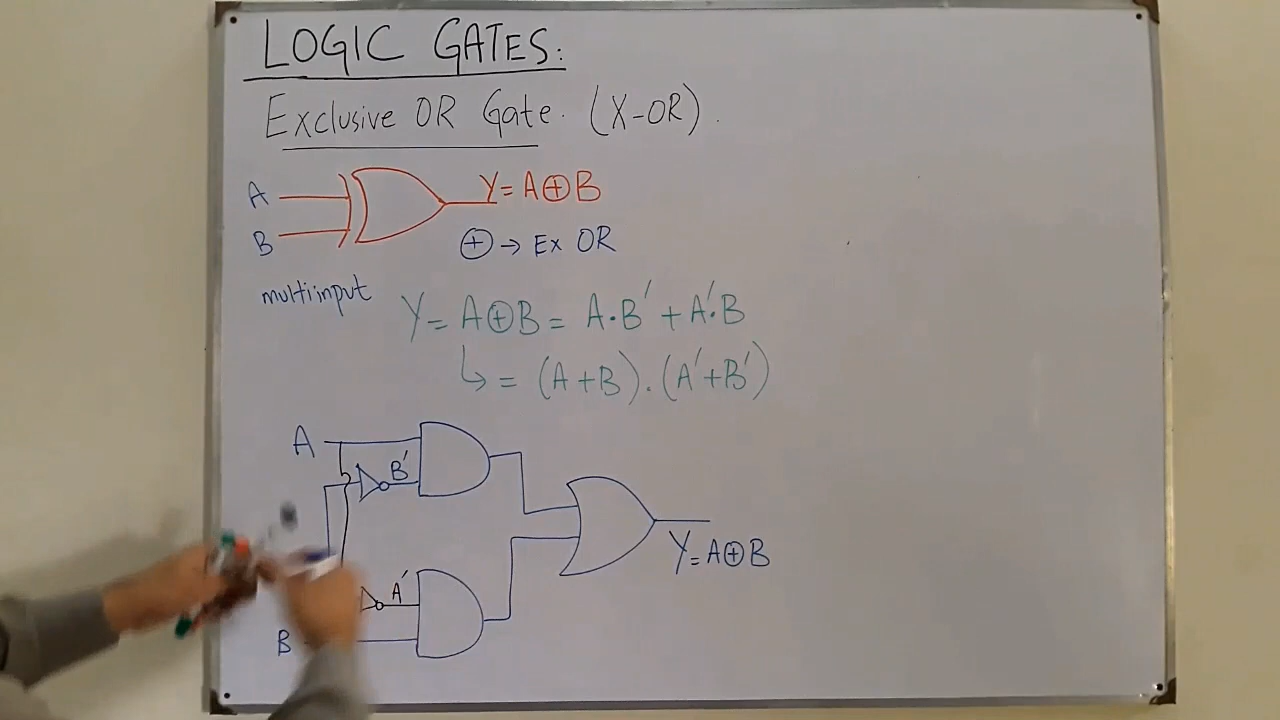 LOGIC GATES:
Exclusive OR Gate. (X-OR).
A
Y = A⊕B
B
⊕ → Ex OR
multiinput
Y = A⊕B = A·B' + A'·B
↳ = (A+B).(A'+B')
A
B'
Y = A⊕B
A'
B